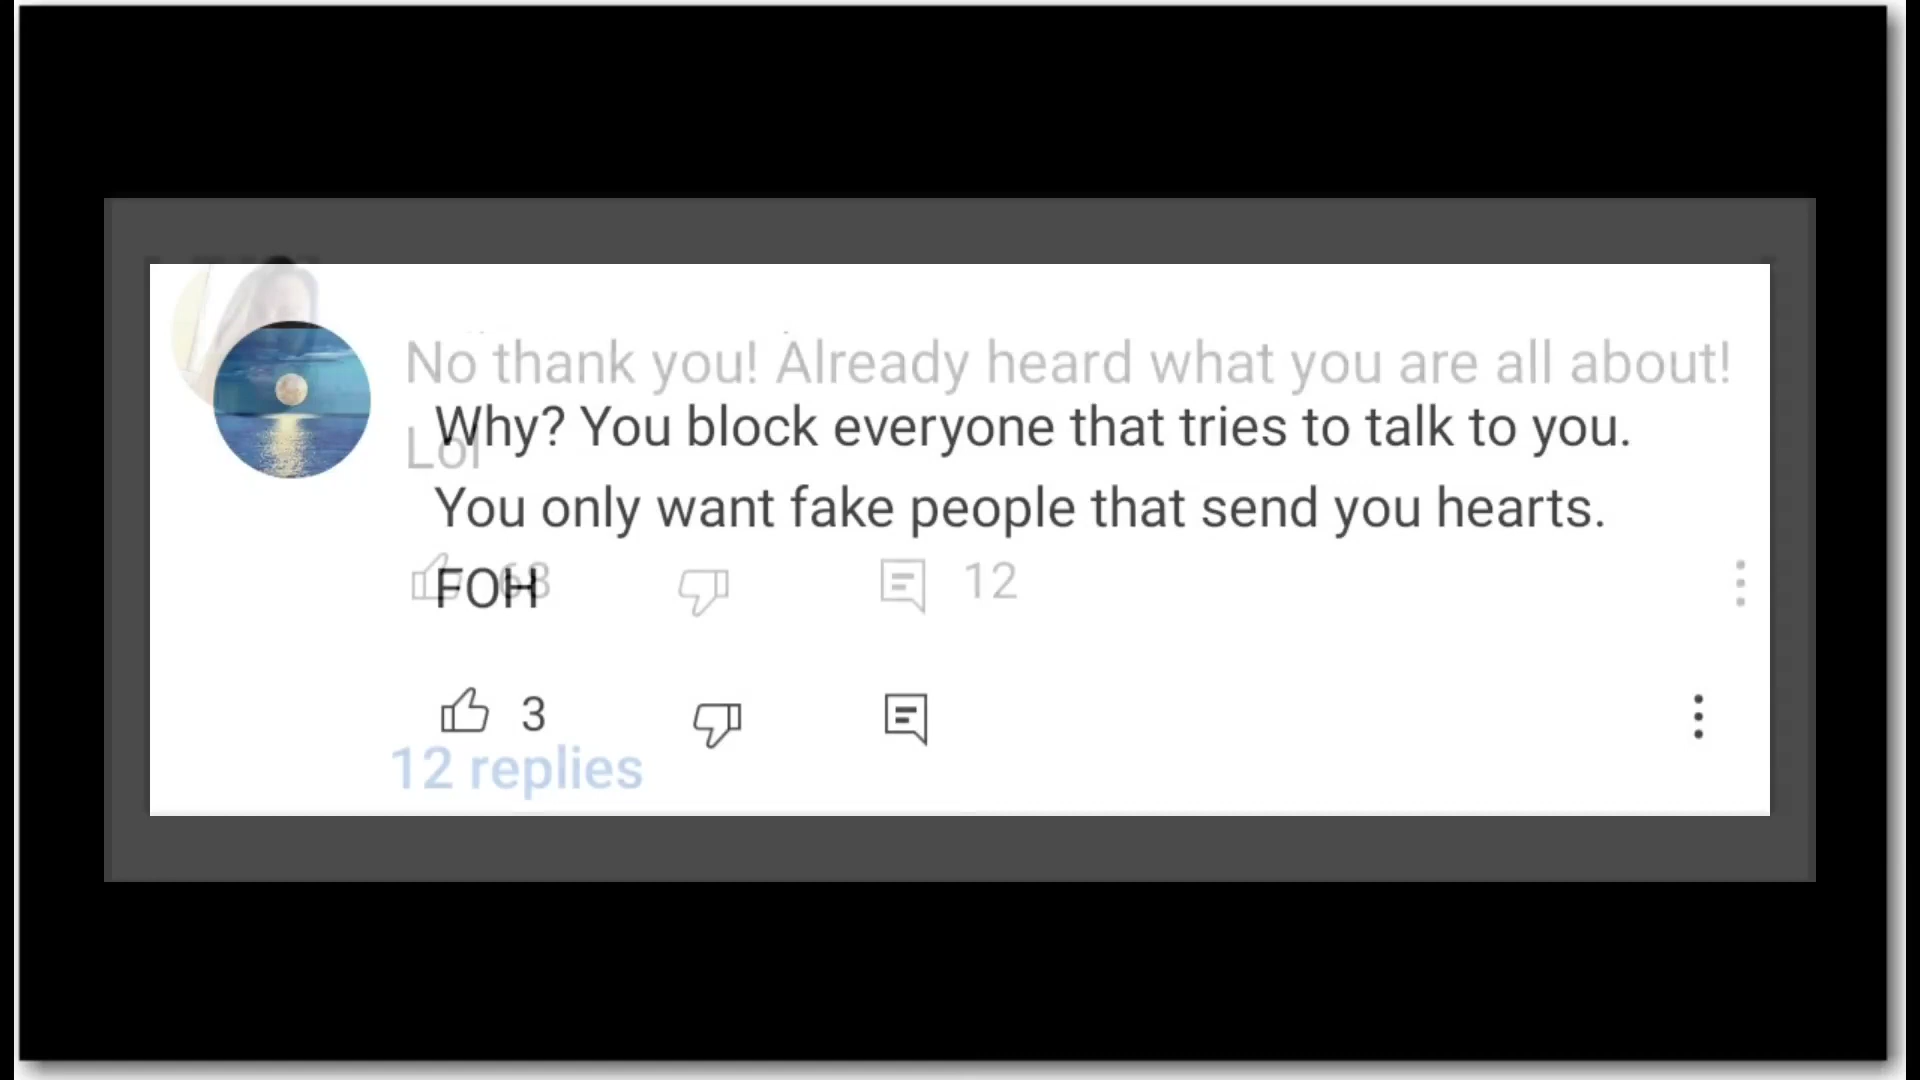 No thank you! Already heard what you are all about!
Lol
Why? You block everyone that tries to talk to you.
You only want fake people that send you hearts.
FOH
68
12
3
12 replies